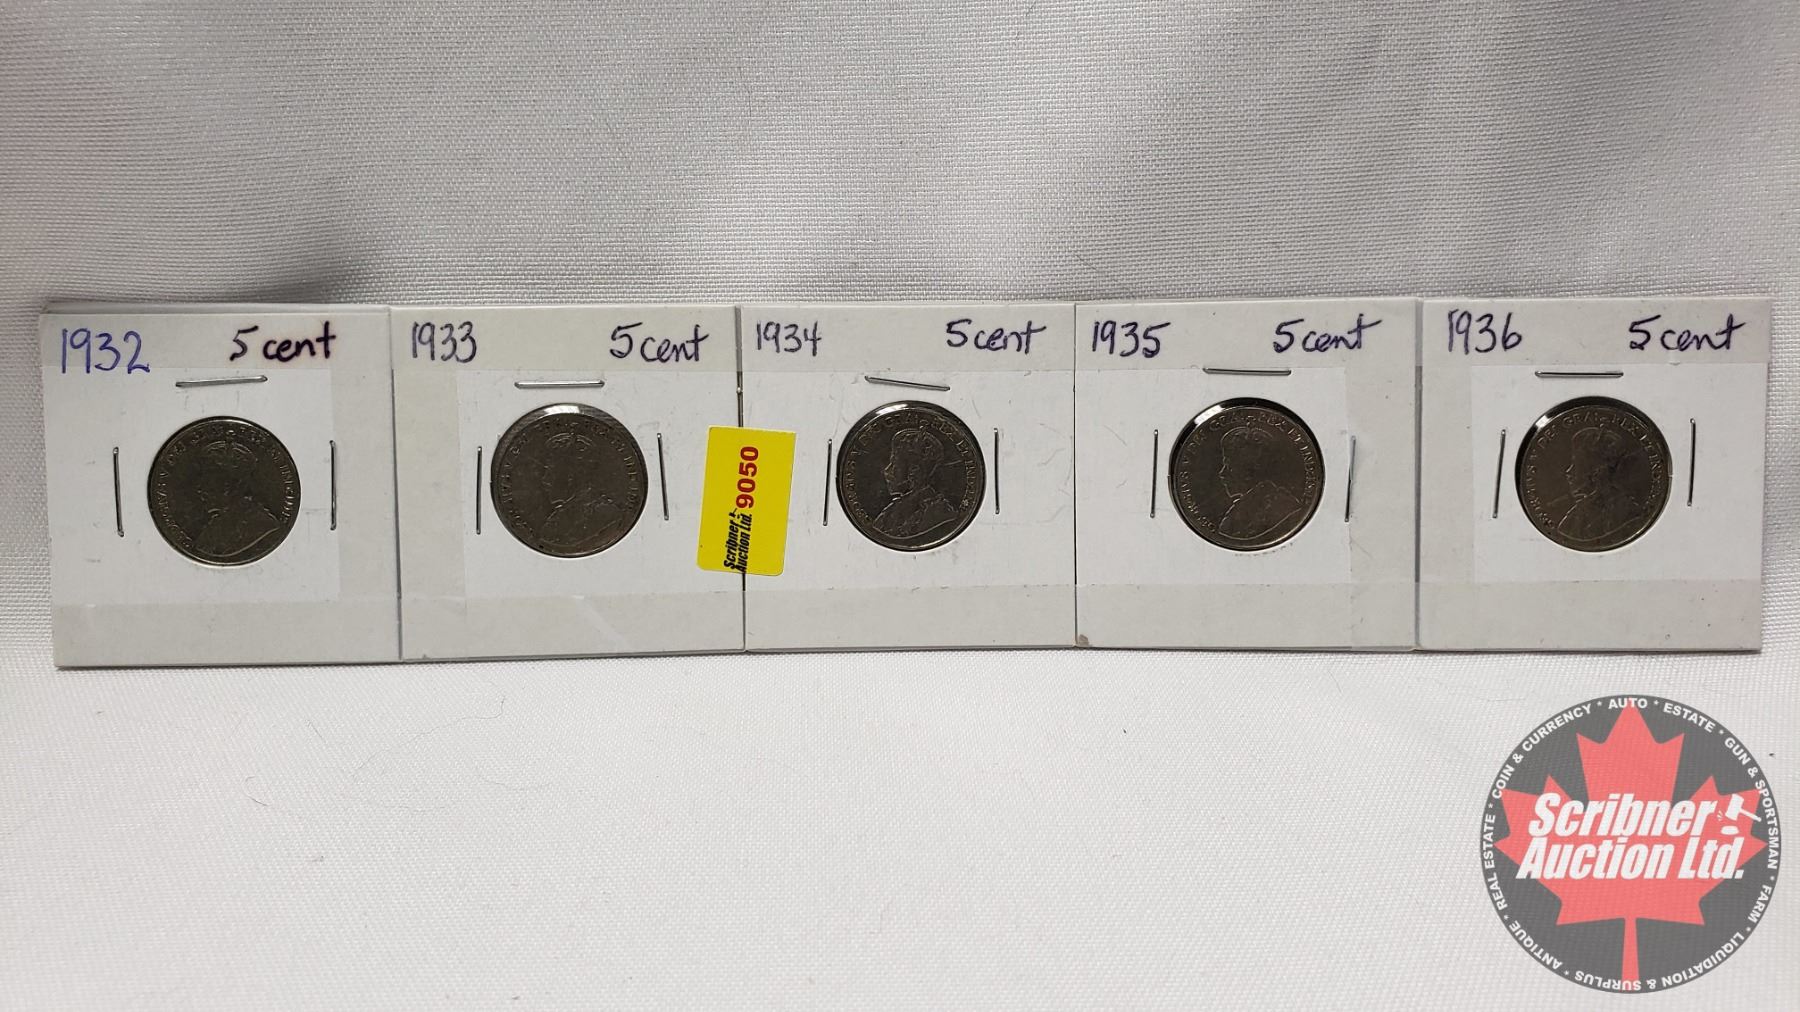 1932 5 cent
1933 5 cent
1934 5 cent
1935 5 cent
1936 5 cent
Scribner
Auction Ltd.
9050
Scribner
Auction Ltd.
REAL ESTATE * COIN & CURRENCY * AUTO * ESTATE * GUN & SPORTSMAN * FARM * LIQUIDATION & SURPLUS * ANTIQUE *